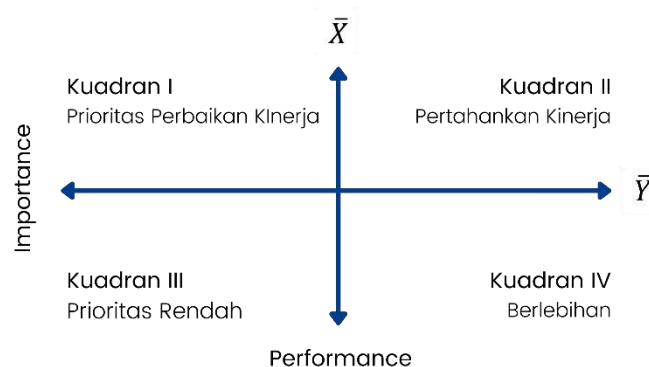 X̄
Kuadran I
Prioritas Perbaikan KInerja
Kuadran II
Pertahankan Kinerja
Importance
Ȳ
Kuadran III
Prioritas Rendah
Kuadran IV
Berlebihan
Performance